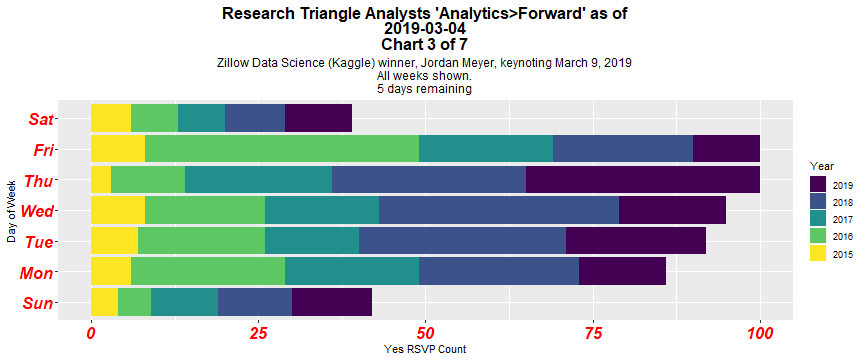 Research Triangle Analysts 'Analytics>Forward' as of
2019-03-04
Chart 3 of 7
Zillow Data Science (Kaggle) winner, Jordan Meyer, keynoting March 9, 2019
All weeks shown.
5 days remaining
Day of Week
Sat
Fri
Thu
Wed
Tue
Mon
Sun
0 25 50 75 100
Yes RSVP Count
Year
2019
2018
2017
2016
2015